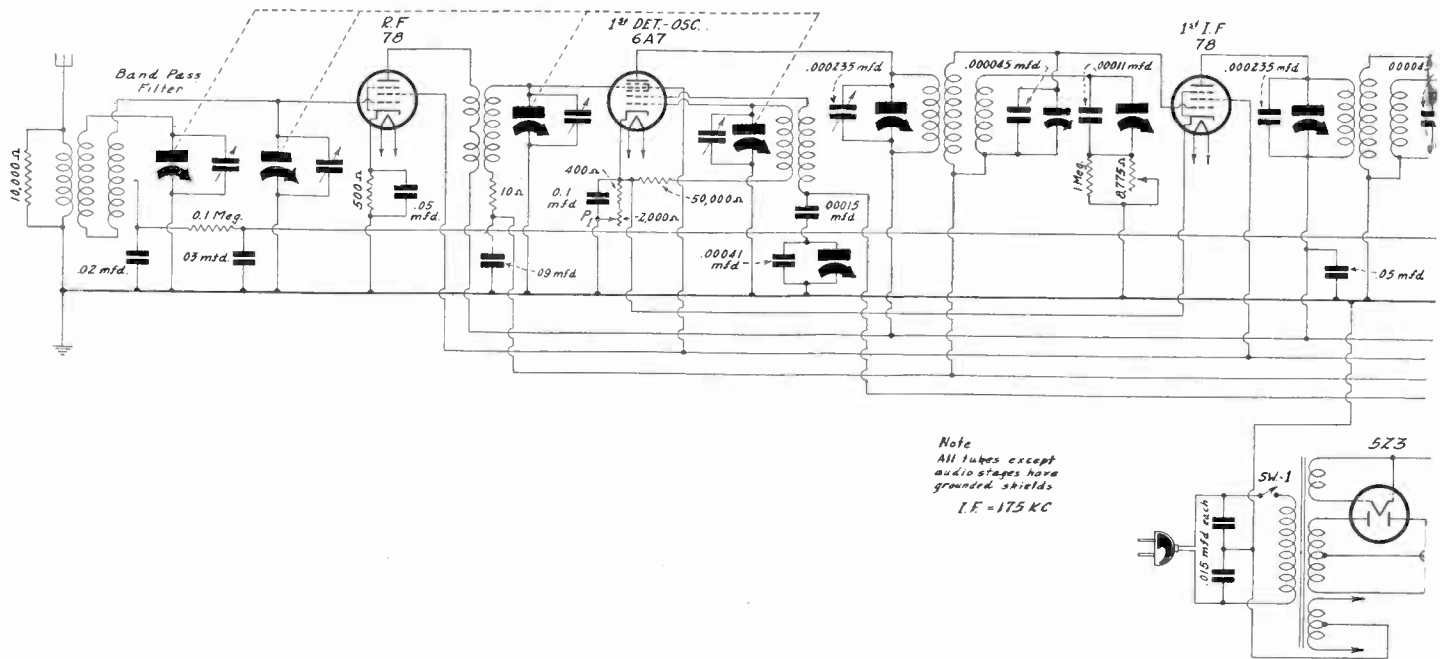 R.F
78
1st DET.-OSC.
6A7
1st I.F
78
Band Pass
Filter
10,000Ω
.02 mfd.
0.1 Meg.
.03 mfd.
500Ω
.05
mfd.
10Ω
.09 mfd
400Ω
0.1
mfd
P1
2,000Ω
50,000Ω
.00015
mfd
.00041
mfd
.000235 mfd
.000045 mfd
.00011 mfd
1 Meg.
0.775Ω
.000235 mfd
.05 mfd
Note
All tubes except
audio stages have
grounded shields
I.F. = 175 KC
SW.-1
.015 mfd each
5Z3